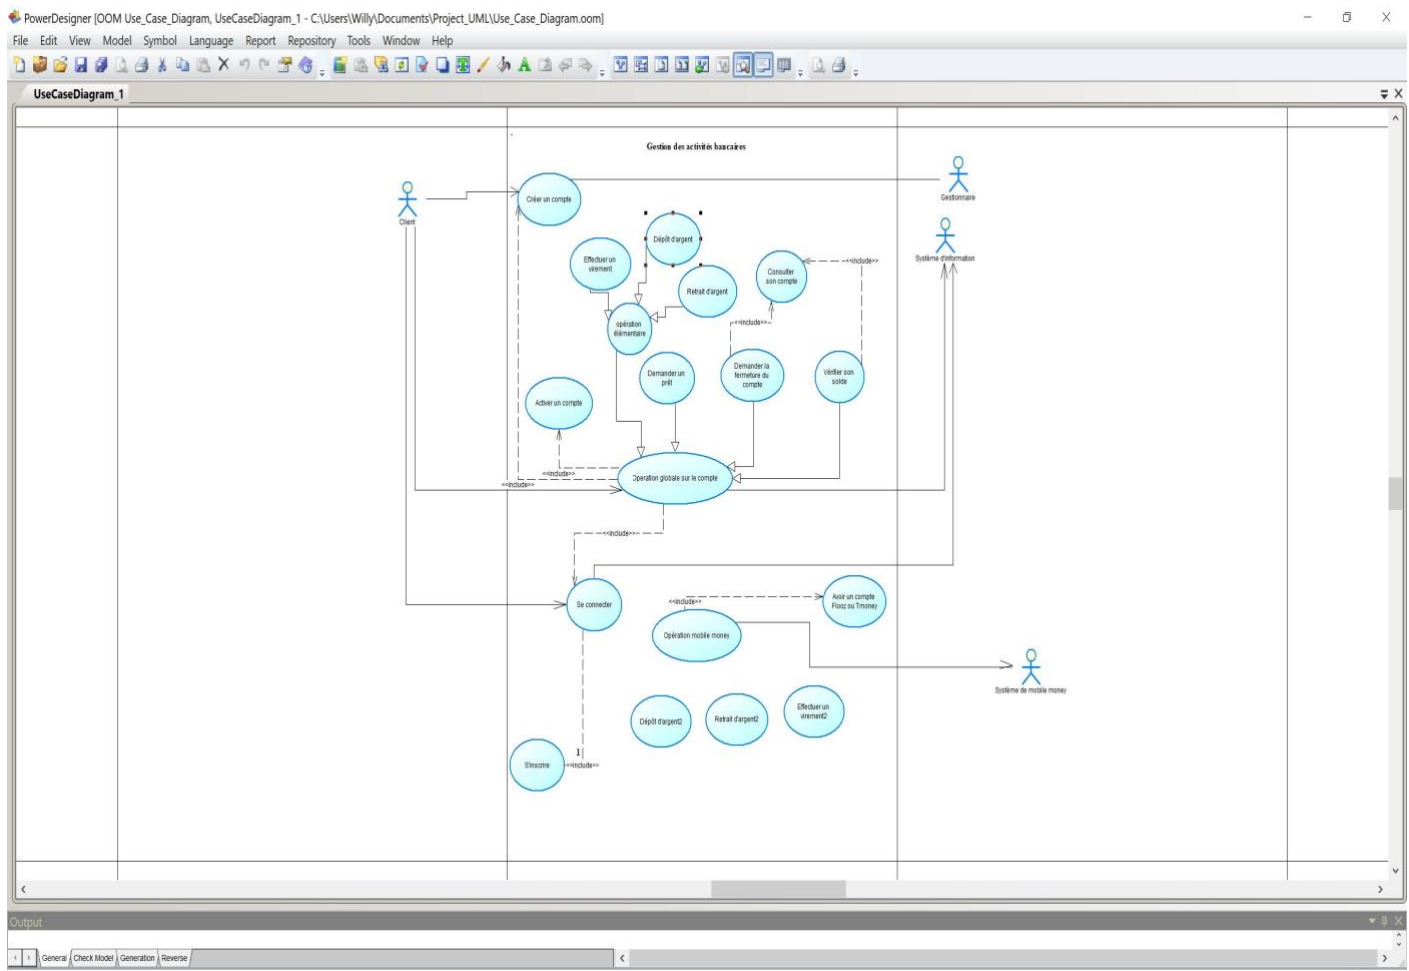 PowerDesigner [OOM Use_Case_Diagram, UseCaseDiagram_1 - C:\Users\Willy\Documents\Project_UML\Use_Case_Diagram.oom]
File Edit View Model Symbol Language Report Repository Tools Window Help
UseCaseDiagram_1
Gestion des activités bancaires
Créer un compte
Gestionnaire
Client
Dépôt d'argent
Système d'information
Effectuer un
virement
<<include>>
Consulter
son compte
Retrait d'argent
opération
élémentaire
<<include>>
Demander un
prêt
Demander la
fermeture du
compte
Vérifier son
solde
Activer un compte
<<include>>
Operation globale sur le compte
<<include>>
<<include>>
Se connecter
<<include>>
Avoir un compte
Flooz ou Tmoney
Opération mobile money
Système de mobile money
Dépôt d'argent2
Retrait d'argent2
Effectuer un
virement2
1
S'inscrire
<<include>>
Output
General Check Model Generation Reverse